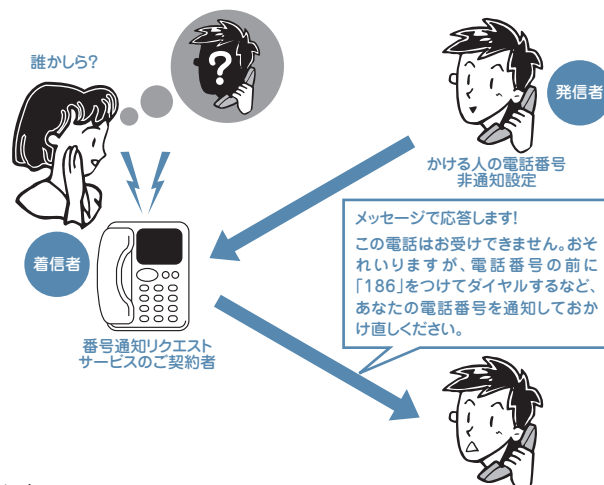 誰かしら?
?
発信者
かける人の電話番号
非通知設定
メッセージで応答します!
この電話はお受けできません。おそ
れいりますが、電話番号の前に
「186」をつけてダイヤルするなど、
あなたの電話番号を通知しておか
け直しください。
着信者
番号通知リクエスト
サービスのご契約者